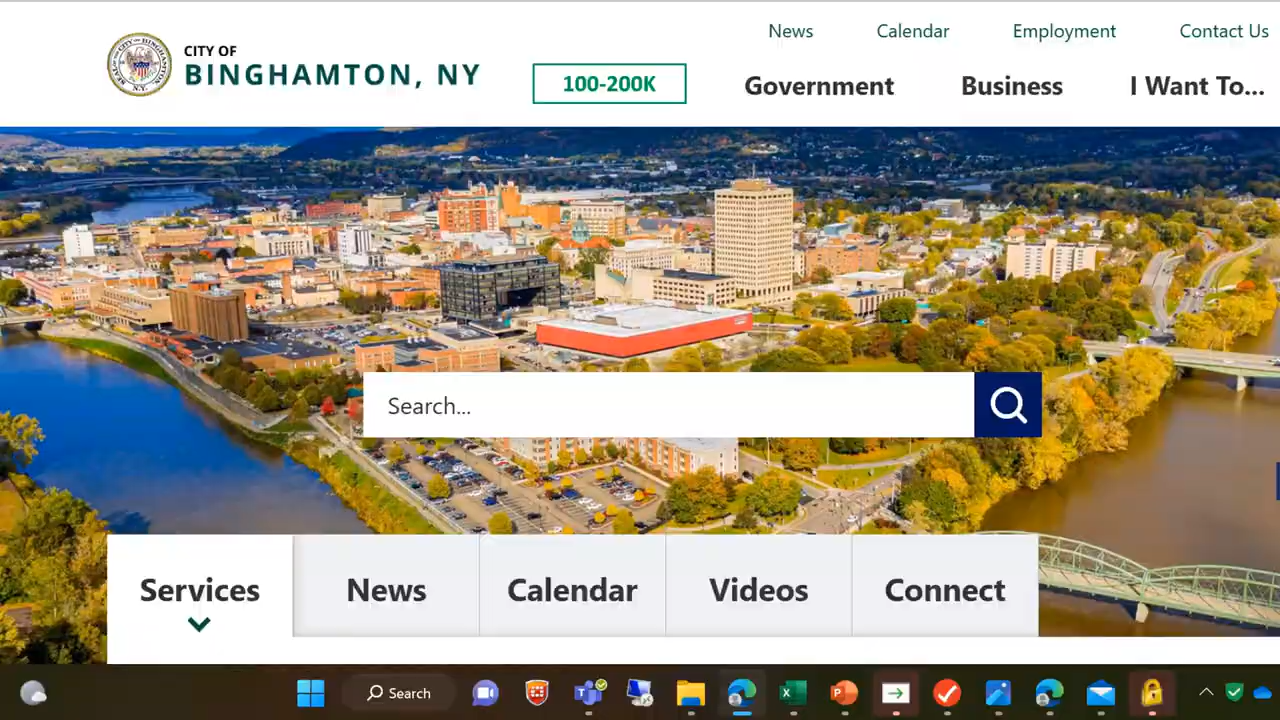 News Calendar Employment Contact Us
CITY OF
BINGHAMTON, NY
100-200K
Government Business I Want To...
Search...
Services News Calendar Videos Connect
Search